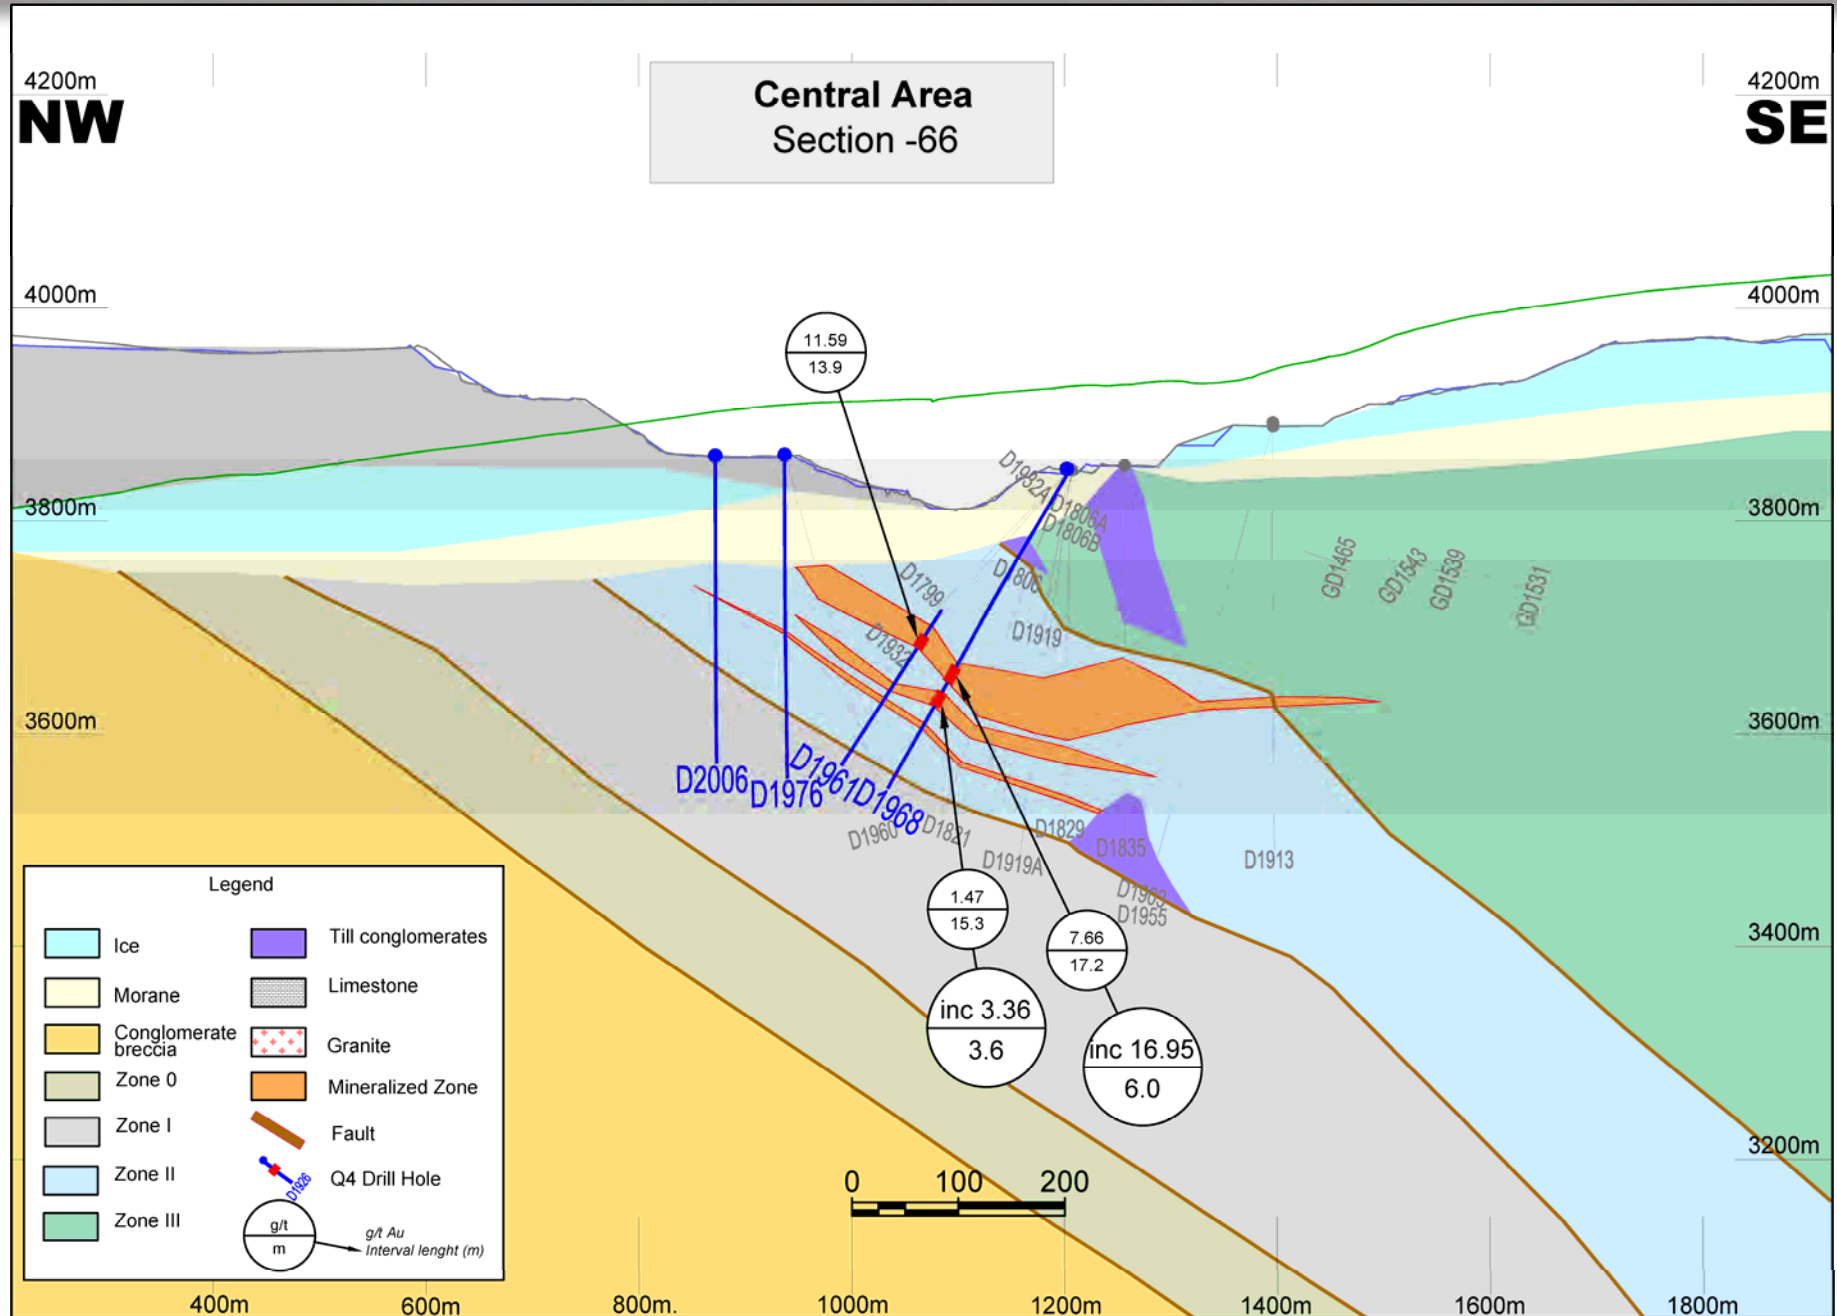 4200m
4200m
NW
Central Area
Section -66
SE
4000m
4000m
11.59
13.9
D1932A
D1806A
D1806B
3800m
3800m
D1799
D1806
GD1465
GD1543
GD1539
GD1531
D1932
D1919
3600m
3600m
D2006
D1976
D1961
D1968
D1960
D1821
D1829
D1919A
D1835
D1913
D1963
D1955
1.47
15.3
7.66
17.2
3400m
inc 3.36
3.6
inc 16.95
6.0
3200m
Legend
Ice
Till conglomerates
Morane
Limestone
Conglomerate
breccia
Granite
Zone 0
Mineralized Zone
Zone I
Fault
Zone II
D1926
Q4 Drill Hole
Zone III
g/t
m
g/t Au
Interval lenght (m)
0
100
200
400m
600m
800m.
1000m
1200m
1400m
1600m
1800m